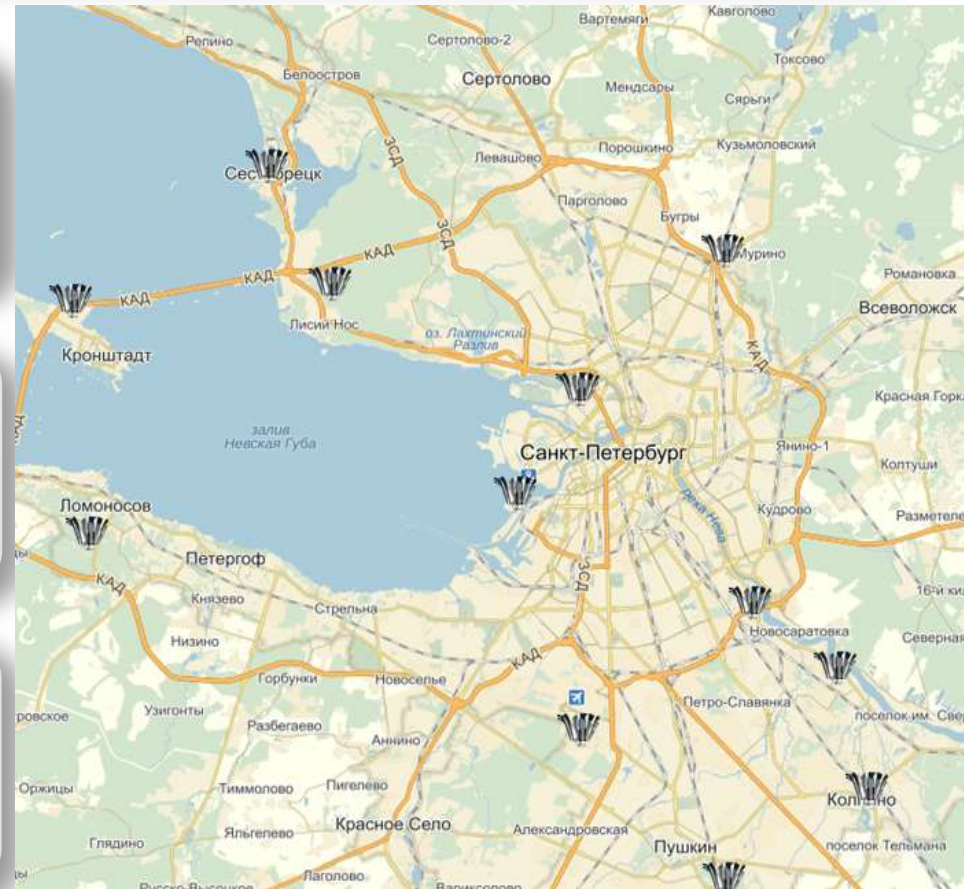 Кавголово
Вартемяги
Репино
Сертолово-2
Токсово
Белоостров
Сертолово
Мендсары
Сярьги
ЗСД
Левашово
Порошкино
Кузьмоловский
Парголово
Бугры
ЗСД
КАД
Мурино
КАД
КАД
Романовка
Всеволожск
Лисий Нос
оз. Лахтинский
Разлив
Кронштадт
КАД
Красная Горка
залив
Невская Губа
Санкт-Петербург
Янино-1
Колтуши
река Нева
Ломоносов
Кудрово
Разметеле
Петергоф
КАД
ЗСД
Князево
Стрельна
16-й ки
Новосаратовка
Северная
Низино
КАД
Горбунки
Новоселье
Петро-Славянка
Узигонты
ровское
Разбегаево
поселок им. Све
Аннино
Оржицы
Тиммолово
Пигелево
Красное Село
Александровская
Глядино
Яльгелево
Пушкин
поселок Тельмана
Лаголово